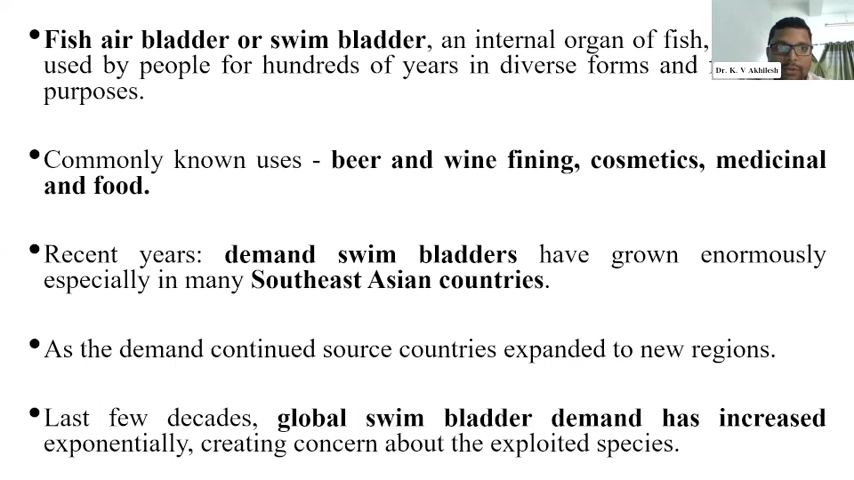 •Fish air bladder or swim bladder, an internal organ of fish,
used by people for hundreds of years in diverse forms and
purposes.
•Commonly known uses - beer and wine fining, cosmetics, medicinal
and food.
•Recent years: demand swim bladders have grown enormously
especially in many Southeast Asian countries.
•As the demand continued source countries expanded to new regions.
•Last few decades, global swim bladder demand has increased
exponentially, creating concern about the exploited species.
Dr. K. V Akhilesh